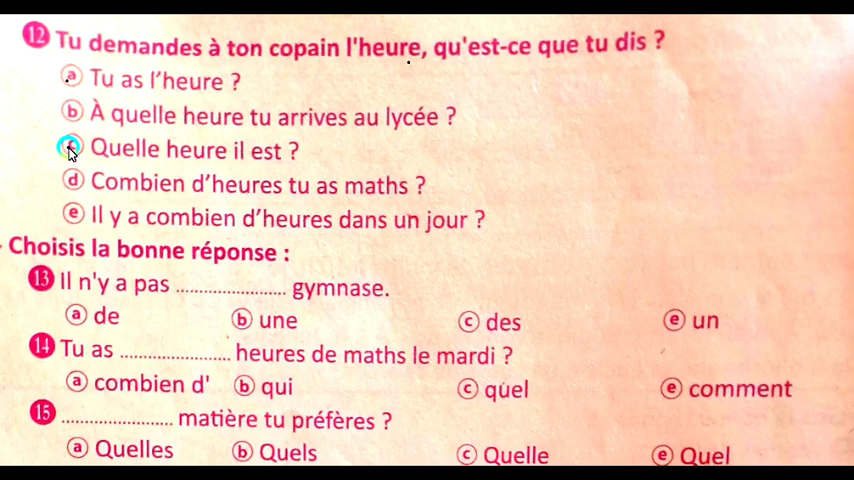 12 Tu demandes à ton copain l'heure, qu'est-ce que tu dis ?
a Tu as l'heure ?
b À quelle heure tu arrives au lycée ?
c Quelle heure il est ?
d Combien d'heures tu as maths ?
e Il y a combien d'heures dans un jour ?
- Choisis la bonne réponse :
13 Il n'y a pas ...................... gymnase.
a de b une c des e un
14 Tu as ...................... heures de maths le mardi ?
a combien d' b qui c quel e comment
15 ...................... matière tu préfères ?
a Quelles b Quels c Quelle e Quel